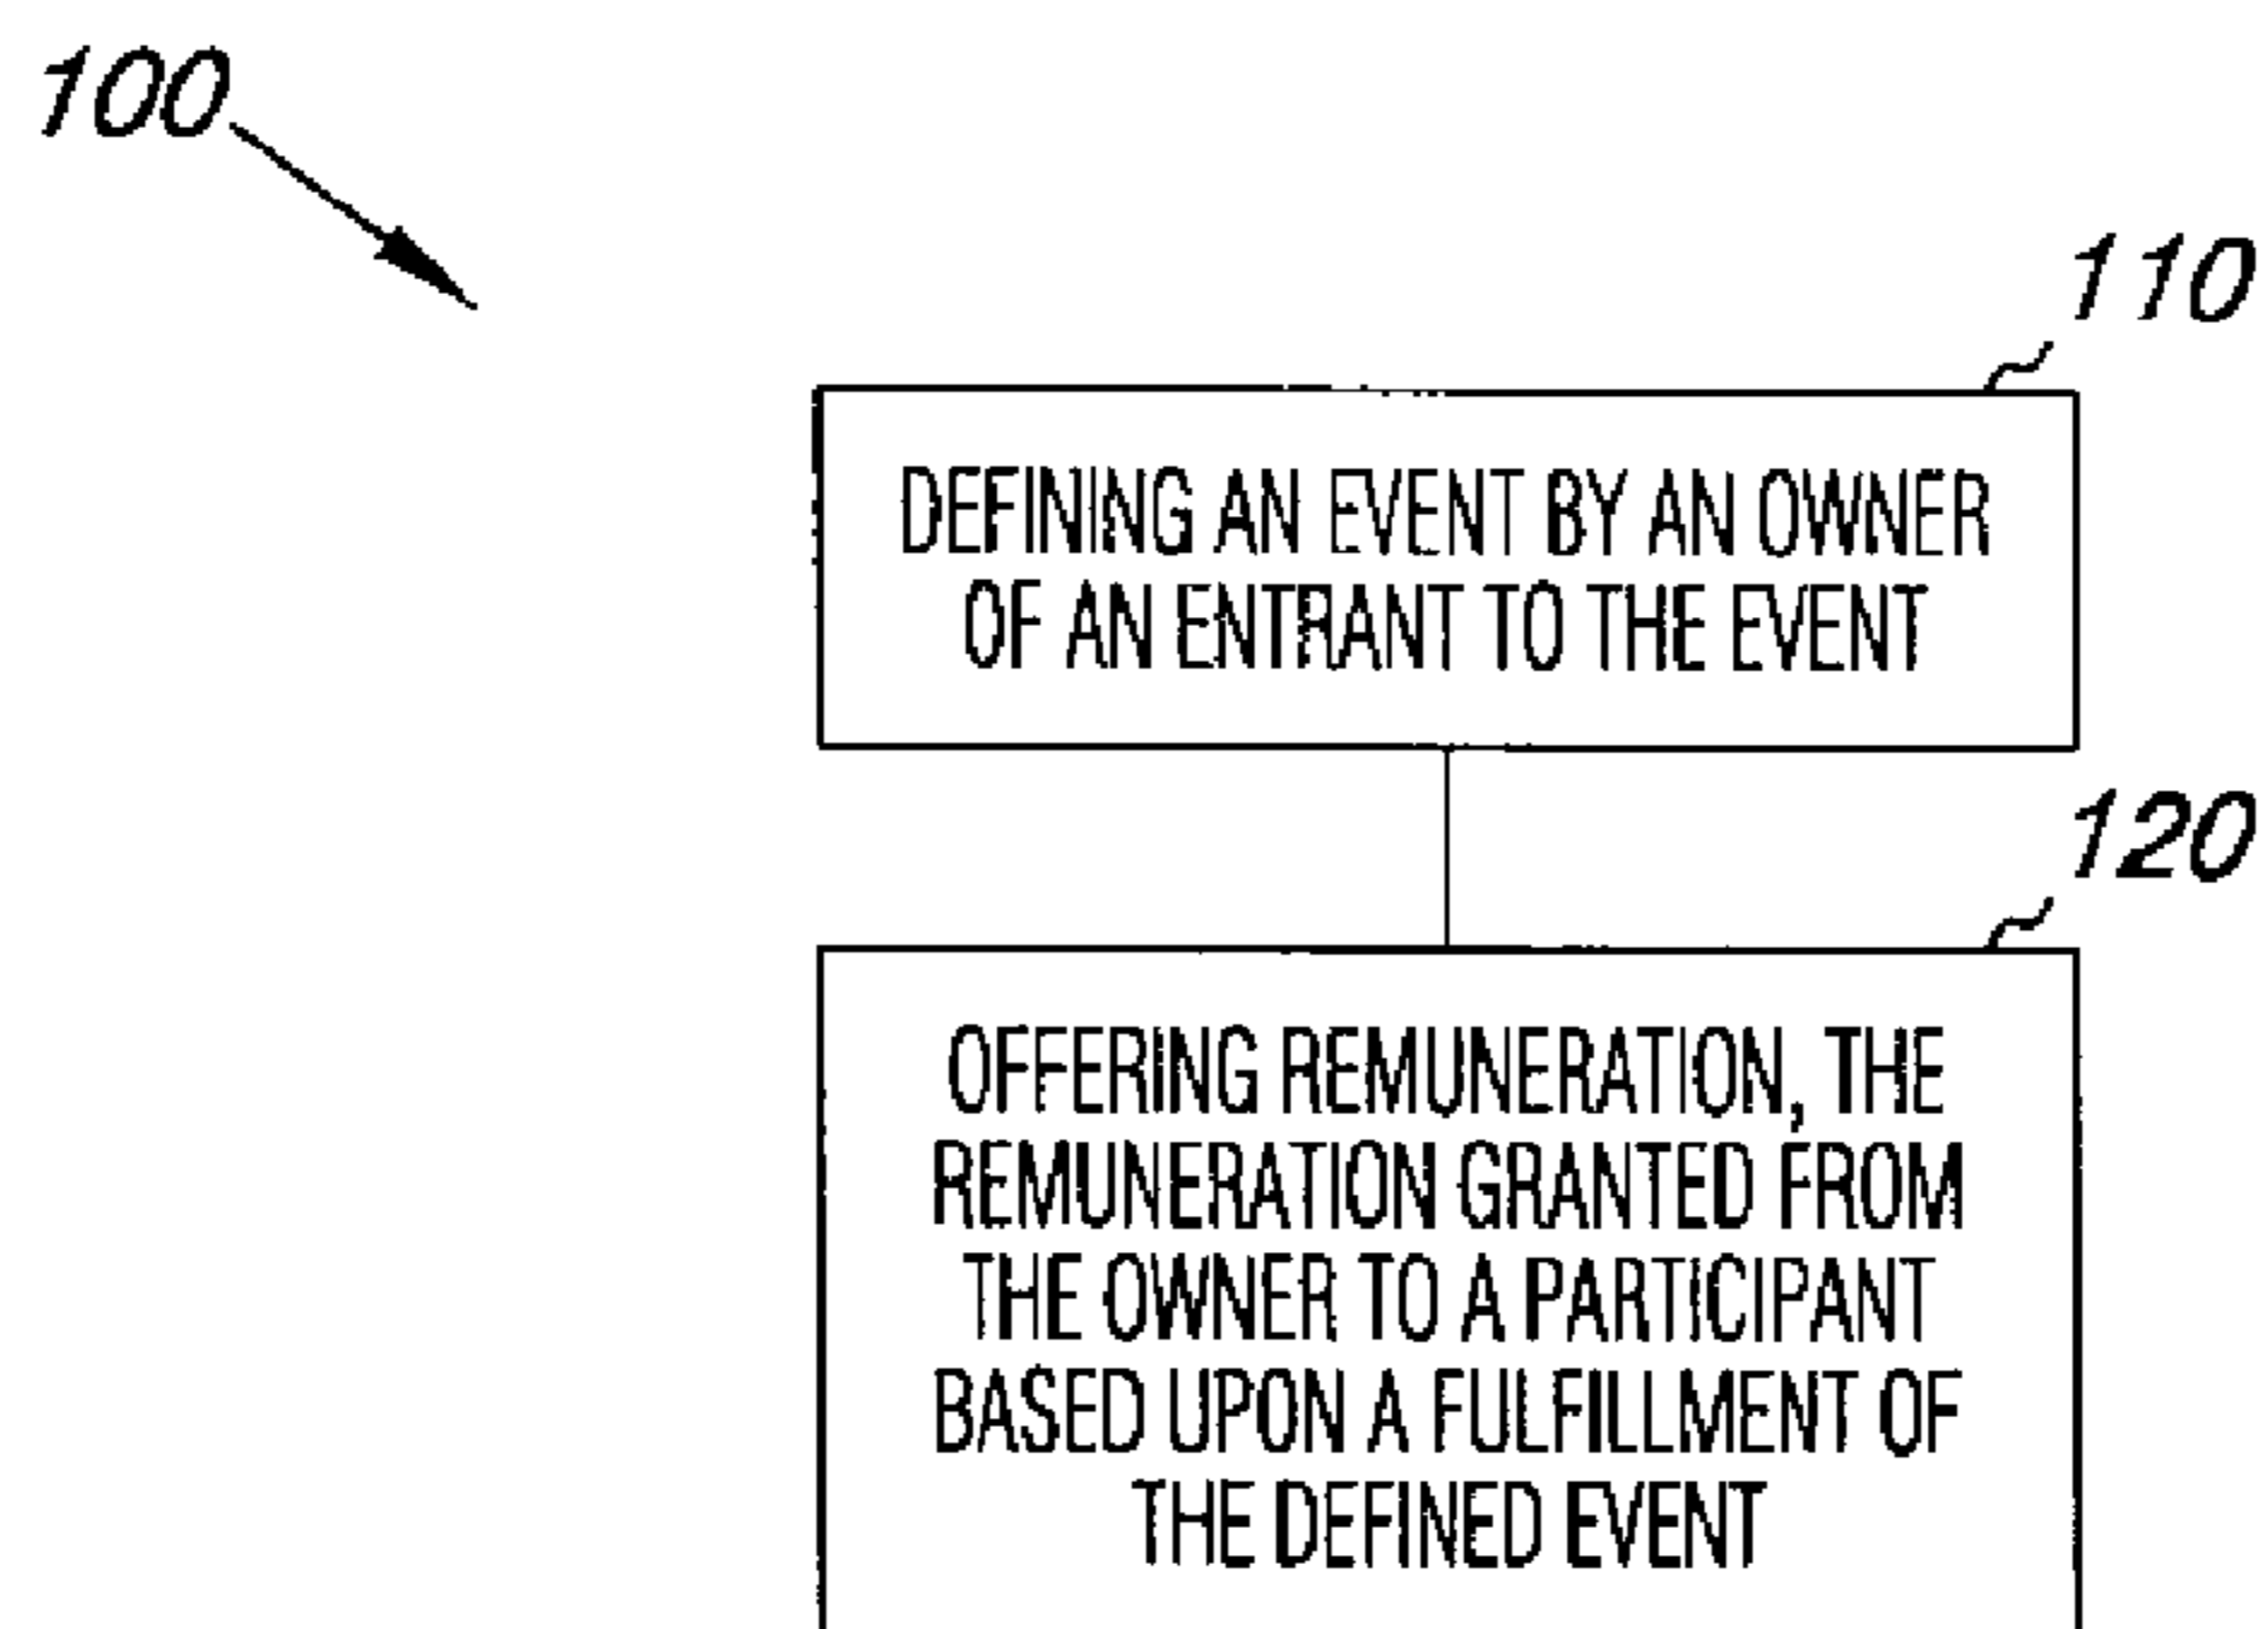 100
110
DEFINING AN EVENT BY AN OWNER
OF AN ENTRANT TO THE EVENT
120
OFFERING REMUNERATION, THE
REMUNERATION GRANTED FROM
THE OWNER TO A PARTICIPANT
BASED UPON A FULFILLMENT OF
THE DEFINED EVENT